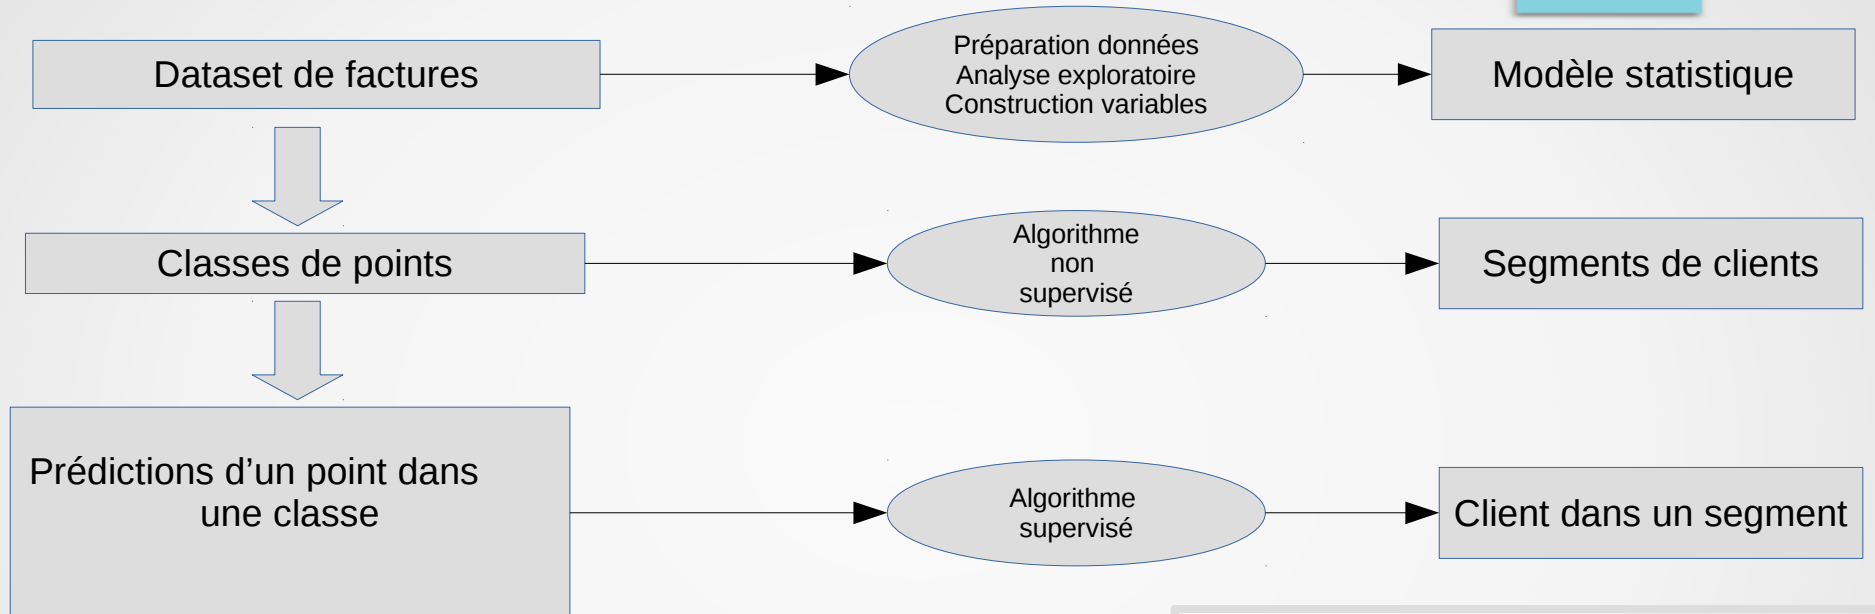 Dataset de factures
Préparation données
Analyse exploratoire
Construction variables
Modèle statistique
Classes de points
Algorithme
non
supervisé
Segments de clients
Prédictions d’un point dans
une classe
Algorithme
supervisé
Client dans un segment